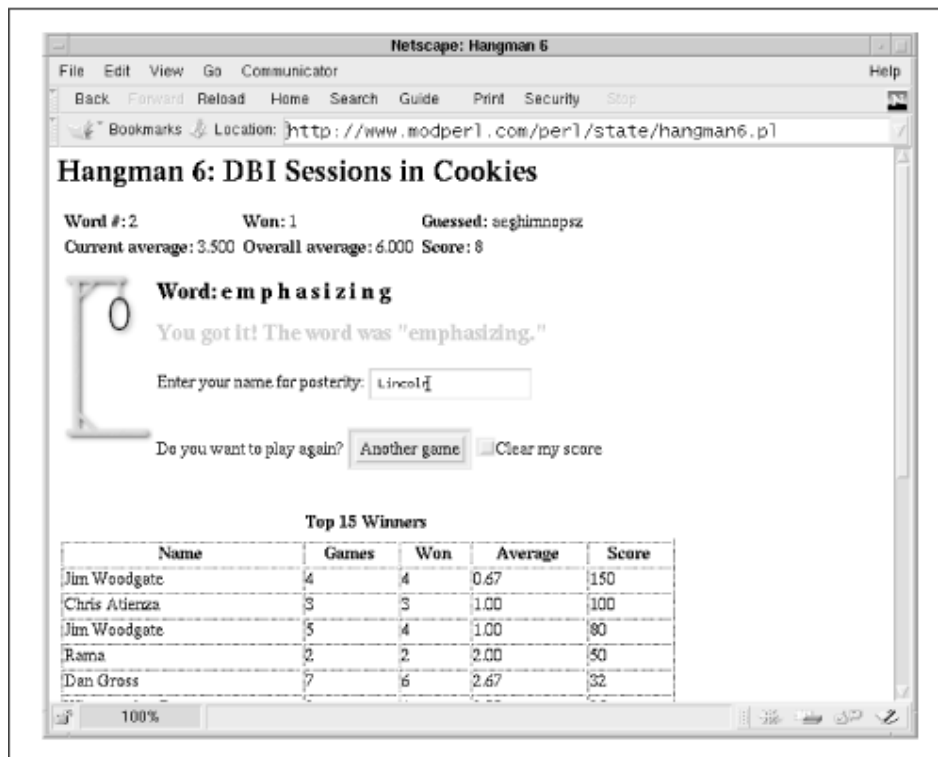 Netscape: Hangman 6
File Edit View Go Communicator Help
Back Forward Reload Home Search Guide Print Security Stop
Bookmarks Location: http://www.modperl.com/perl/state/hangman6.pl
Hangman 6: DBI Sessions in Cookies
Word #: 2 Won: 1 Guessed: aeghimnopsz
Current average: 3.500 Overall average: 6.000 Score: 8
Word: e m p h a s i z i n g
You got it! The word was "emphasizing."
Enter your name for posterity: Lincoln
Do you want to play again? Another game Clear my score
Top 15 Winners
Name Games Won Average Score
Jim Woodgate 4 4 0.67 150
Chris Atienza 3 3 1.00 100
Jim Woodgate 5 4 1.00 80
Rama 2 2 2.00 50
Dan Gross 7 6 2.67 32
100%